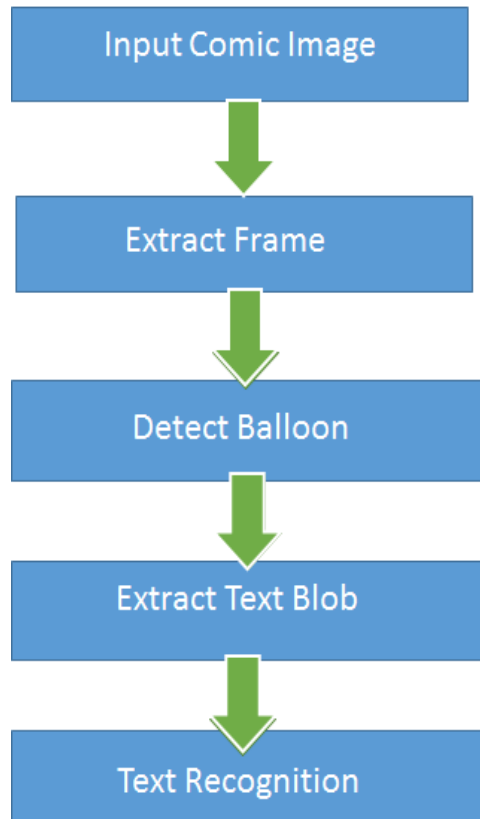 Input Comic Image
Extract Frame
Detect Balloon
Extract Text Blob
Text Recognition